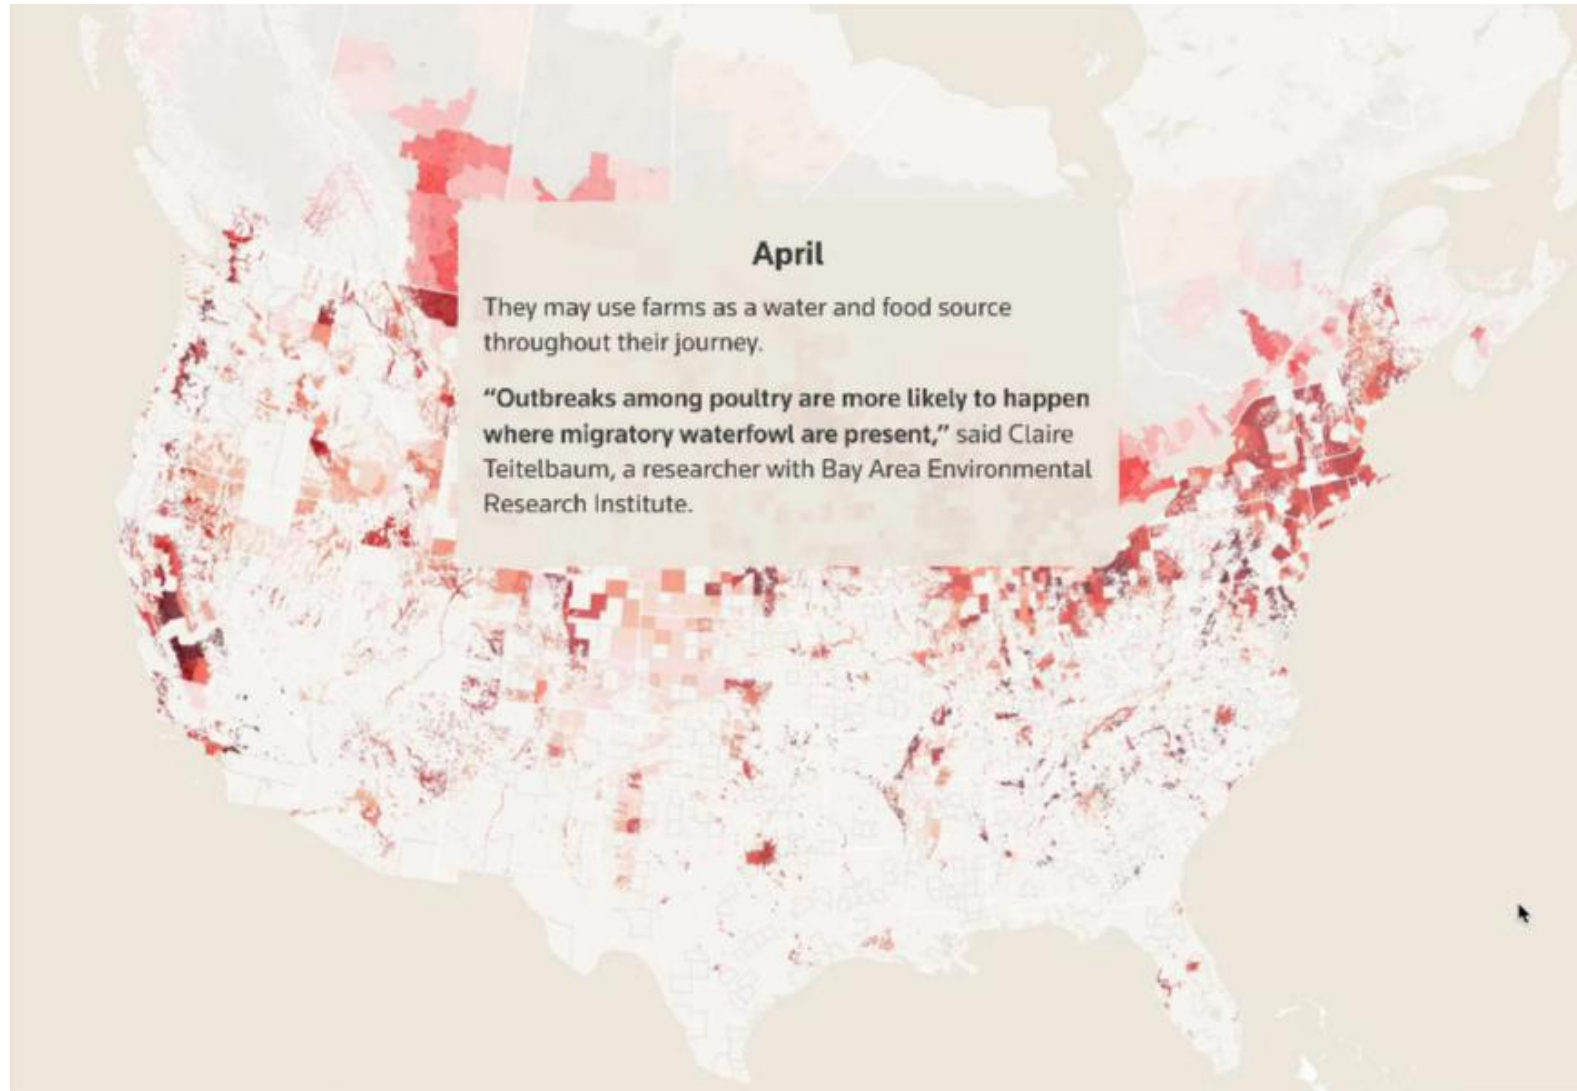 April
They may use farms as a water and food source
throughout their journey.
“Outbreaks among poultry are more likely to happen
where migratory waterfowl are present,” said Claire
Teitelbaum, a researcher with Bay Area Environmental
Research Institute.